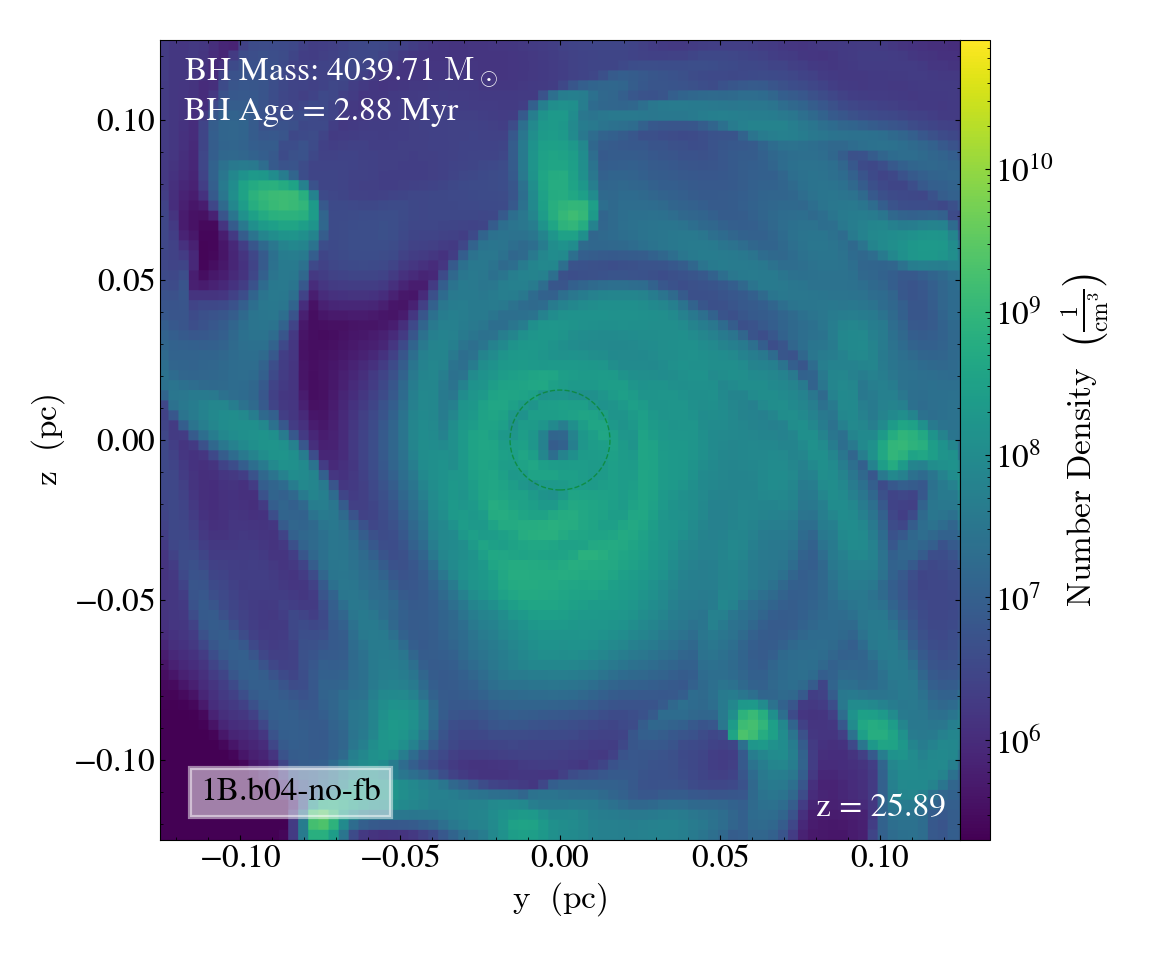 BH Mass: 4039.71 M⊙
BH Age = 2.88 Myr
0.10
0.05
0.00
−0.05
−0.10
z (pc)
1B.b04-no-fb
z = 25.89
−0.10 −0.05 0.00 0.05 0.10
y (pc)
10^10
10^9
10^8
10^7
10^6
Number Density (1/cm^3)